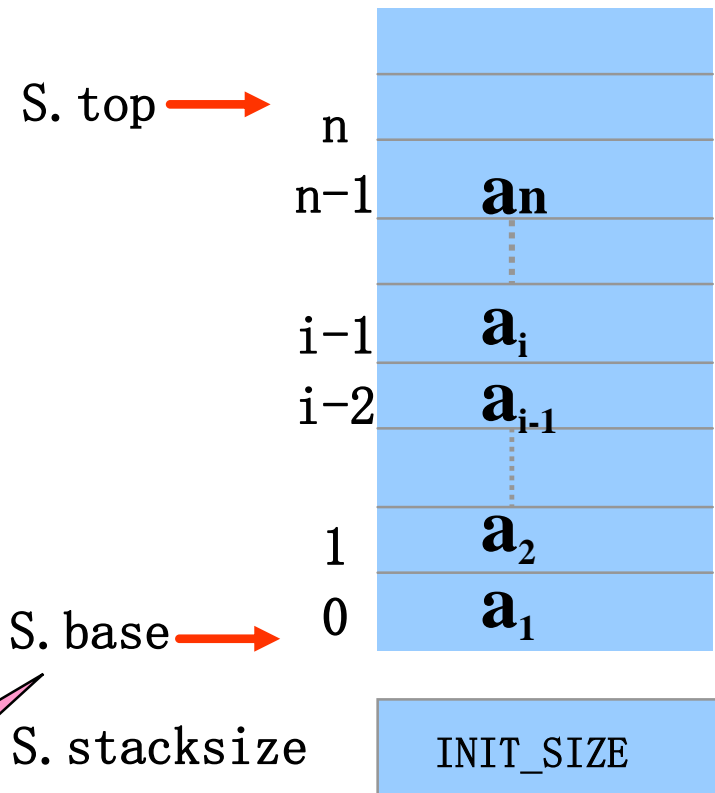 S.top
n
n-1 an
i-1 ai
i-2 ai-1
1 a2
S.base 0 a1
S.stacksize INIT_SIZE